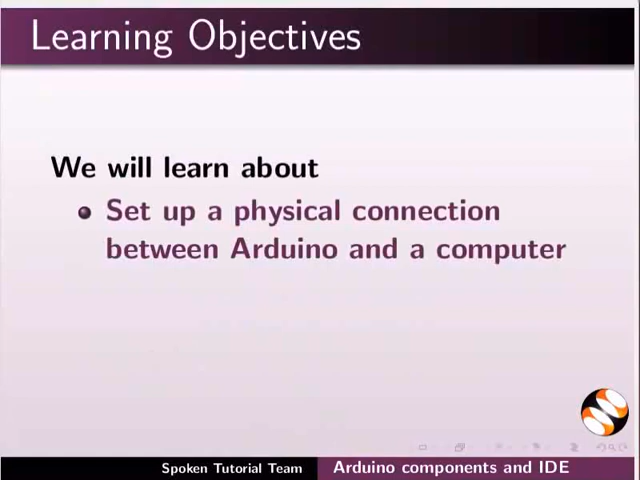 Learning Objectives
We will learn about
Set up a physical connection
between Arduino and a computer
Spoken Tutorial Team
Arduino components and IDE